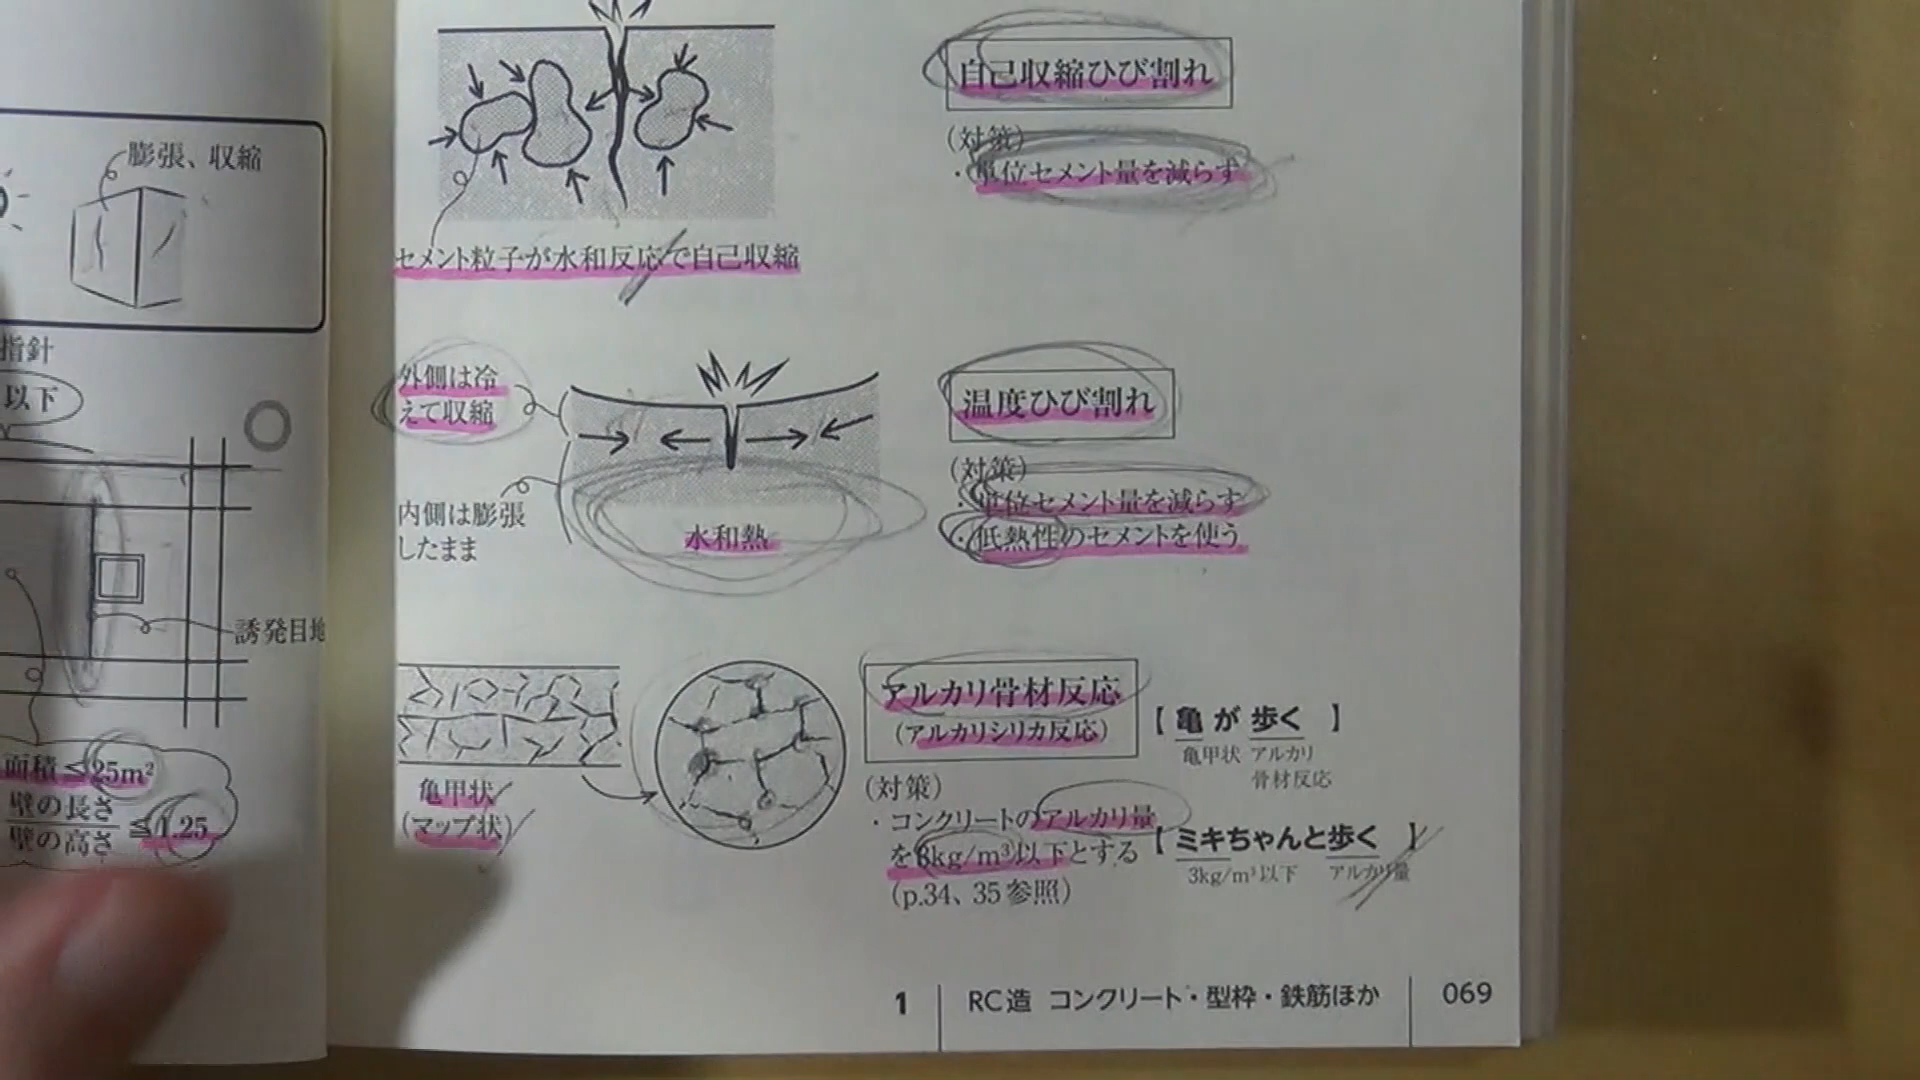 膨張、収縮
指針
以下
誘発目地
面積≦25m²
壁の長さ
壁の高さ
≦1.25
自己収縮ひび割れ
(対策)
・単位セメント量を減らす
セメント粒子が水和反応で自己収縮
外側は冷
えて収縮
内側は膨張
したまま
水和熱
温度ひび割れ
(対策)
・単位セメント量を減らす
・低熱性のセメントを使う
亀甲状
(マップ状)
アルカリ骨材反応
(アルカリシリカ反応)
【亀が歩く】
亀甲状 アルカリ
骨材反応
(対策)
・コンクリートのアルカリ量
を3kg/m³以下とする
(p.34、35参照)
【ミキちゃんと歩く】
3kg/m³以下 アルカリ量
1 RC造 コンクリート・型枠・鉄筋ほか 069